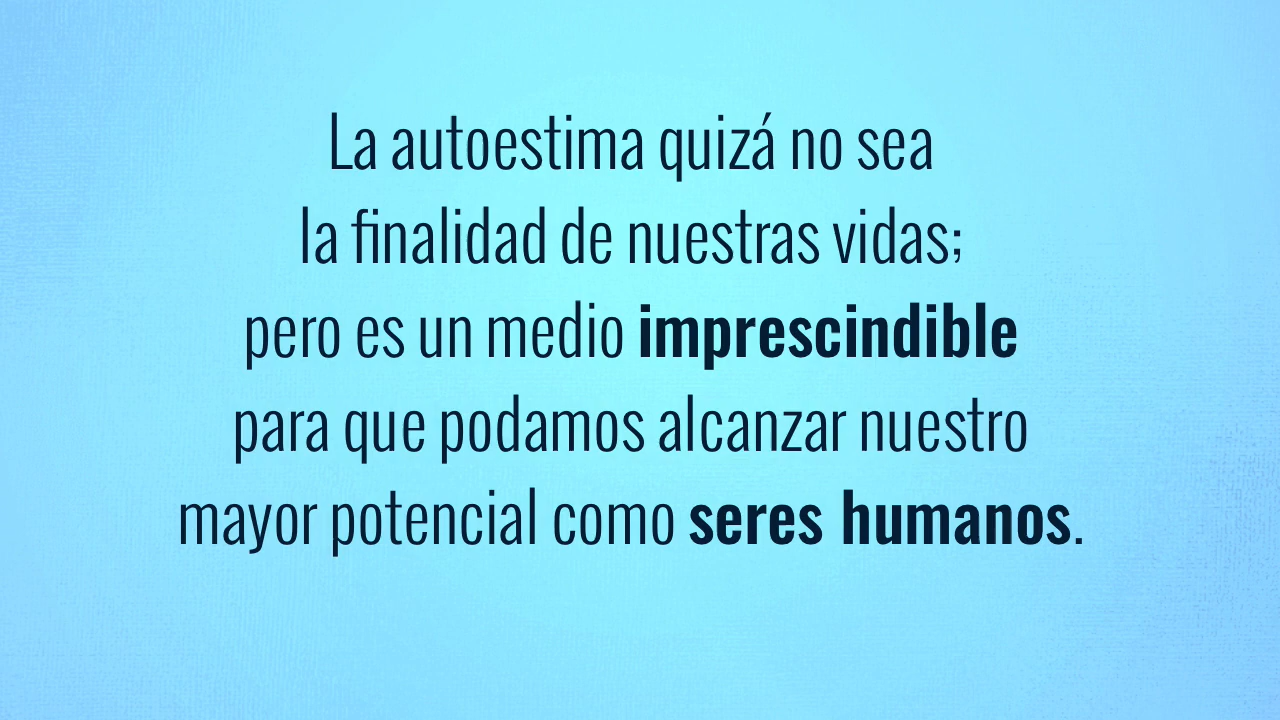 La autoestima quizá no sea
la finalidad de nuestras vidas;
pero es un medio imprescindible
para que podamos alcanzar nuestro
mayor potencial como seres humanos.